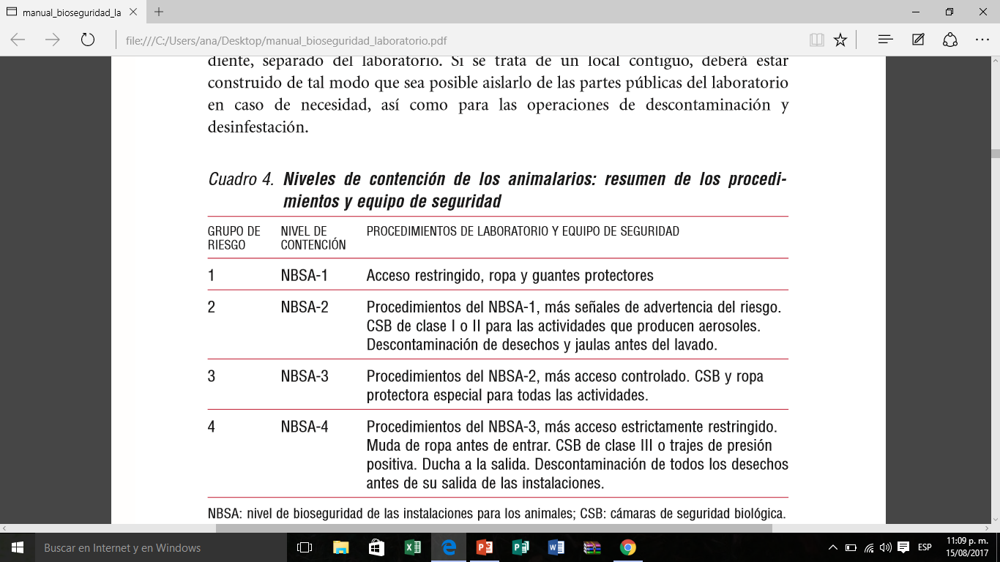 manual_bioseguridad_la
file:///C:/Users/ana/Desktop/manual_bioseguridad_laboratorio.pdf
diente, separado del laboratorio. Si se trata de un local contiguo, deberá estar
construido de tal modo que sea posible aislarlo de las partes públicas del laboratorio
en caso de necesidad, así como para las operaciones de descontaminación y
desinfestación.
Cuadro 4. Niveles de contención de los animalarios: resumen de los procedi-
mientos y equipo de seguridad
GRUPO DE NIVEL DE PROCEDIMIENTOS DE LABORATORIO Y EQUIPO DE SEGURIDAD
RIESGO CONTENCIÓN
1 NBSA-1 Acceso restringido, ropa y guantes protectores
2 NBSA-2 Procedimientos del NBSA-1, más señales de advertencia del riesgo.
CSB de clase I o II para las actividades que producen aerosoles.
Descontaminación de desechos y jaulas antes del lavado.
3 NBSA-3 Procedimientos del NBSA-2, más acceso controlado. CSB y ropa
protectora especial para todas las actividades.
4 NBSA-4 Procedimientos del NBSA-3, más acceso estrictamente restringido.
Muda de ropa antes de entrar. CSB de clase III o trajes de presión
positiva. Ducha a la salida. Descontaminación de todos los desechos
antes de su salida de las instalaciones.
NBSA: nivel de bioseguridad de las instalaciones para los animales; CSB: cámaras de seguridad biológica.
Buscar en Internet y en Windows
ESP
11:09 p. m.
15/08/2017